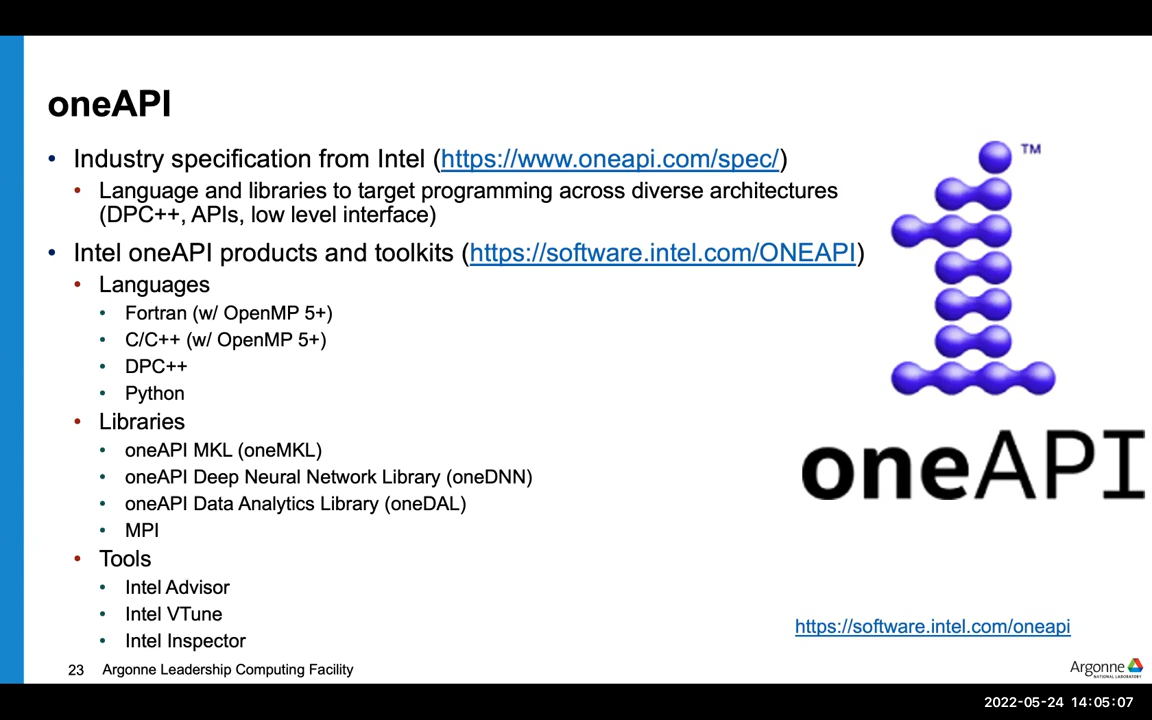 oneAPI
• Industry specification from Intel (https://www.oneapi.com/spec/)
• Language and libraries to target programming across diverse architectures
(DPC++, APIs, low level interface)
• Intel oneAPI products and toolkits (https://software.intel.com/ONEAPI)
• Languages
• Fortran (w/ OpenMP 5+)
• C/C++ (w/ OpenMP 5+)
• DPC++
• Python
• Libraries
• oneAPI MKL (oneMKL)
• oneAPI Deep Neural Network Library (oneDNN)
• oneAPI Data Analytics Library (oneDAL)
• MPI
• Tools
• Intel Advisor
• Intel VTune
• Intel Inspector
TM
oneAPI
https://software.intel.com/oneapi
23 Argonne Leadership Computing Facility
Argonne
NATIONAL LABORATORY
2022-05-24 14:05:07